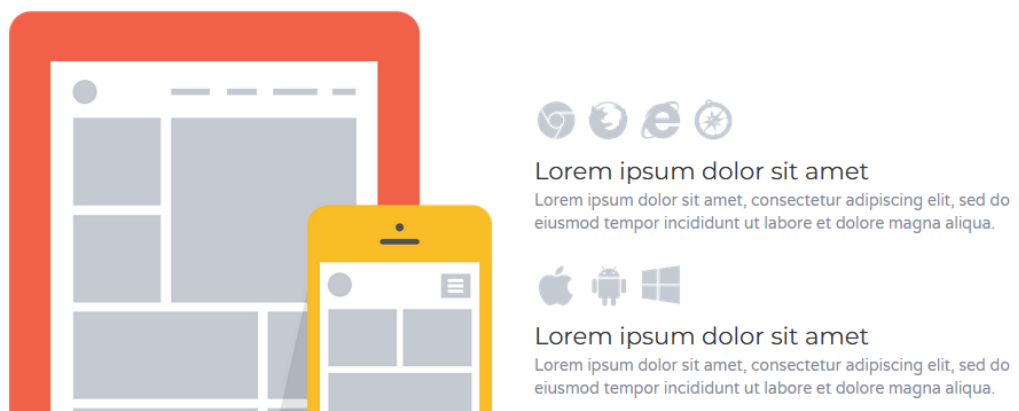 Lorem ipsum dolor sit amet
Lorem ipsum dolor sit amet, consectetur adipiscing elit, sed do
eiusmod tempor incididunt ut labore et dolore magna aliqua.
Lorem ipsum dolor sit amet
Lorem ipsum dolor sit amet, consectetur adipiscing elit, sed do
eiusmod tempor incididunt ut labore et dolore magna aliqua.